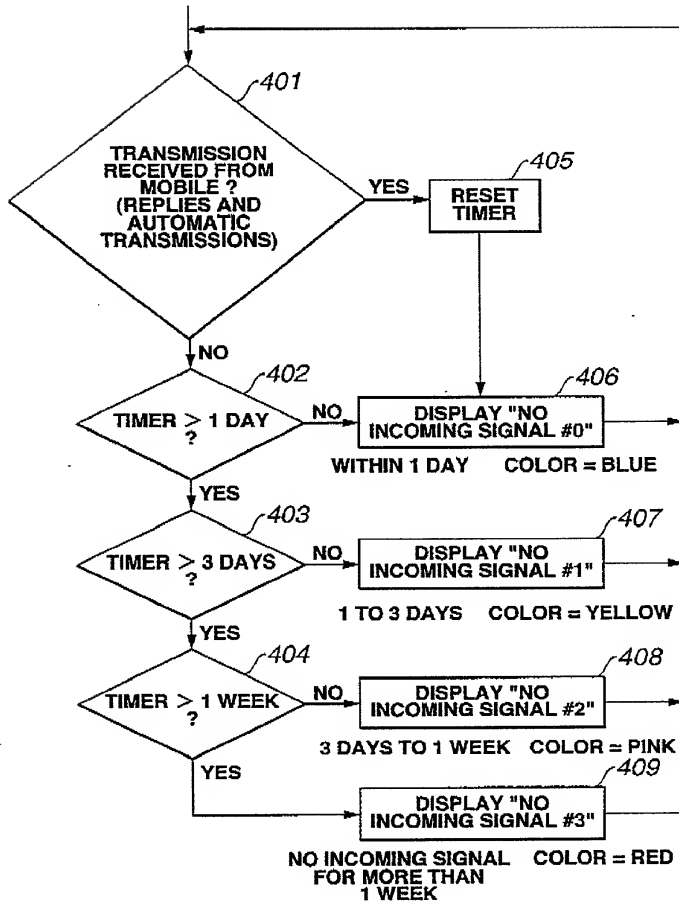 401
TRANSMISSION
RECEIVED FROM
MOBILE ?
(REPLIES AND
AUTOMATIC
TRANSMISSIONS)
YES
405
RESET
TIMER
NO
402
TIMER > 1 DAY
?
NO
406
DISPLAY "NO
INCOMING SIGNAL #0"
WITHIN 1 DAY COLOR = BLUE
YES
403
TIMER > 3 DAYS
?
NO
407
DISPLAY "NO
INCOMING SIGNAL #1"
1 TO 3 DAYS COLOR = YELLOW
YES
404
TIMER > 1 WEEK
?
NO
408
DISPLAY "NO
INCOMING SIGNAL #2"
3 DAYS TO 1 WEEK COLOR = PINK
YES
409
DISPLAY "NO
INCOMING SIGNAL #3"
NO INCOMING SIGNAL COLOR = RED
FOR MORE THAN
1 WEEK